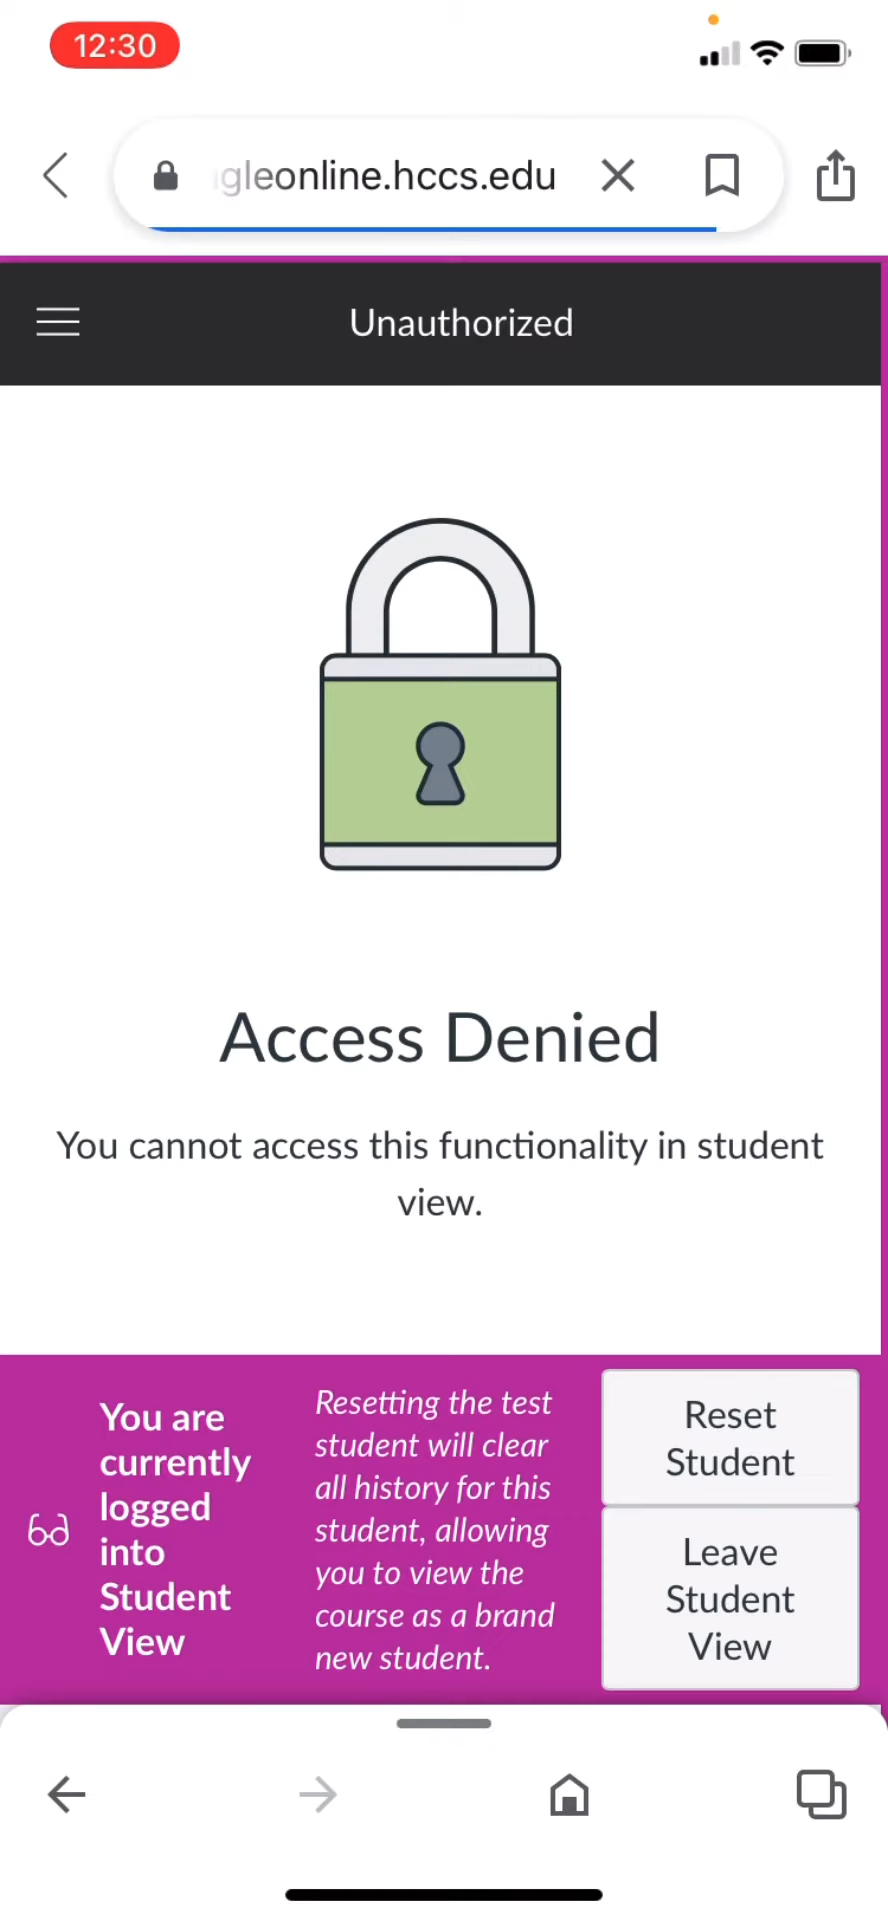 12:30
gleonline.hccs.edu
Unauthorized
Access Denied
You cannot access this functionality in student
view.
You are
currently
logged
into
Student
View
Resetting the test
student will clear
all history for this
student, allowing
you to view the
course as a brand
new student.
Reset
Student
Leave
Student
View